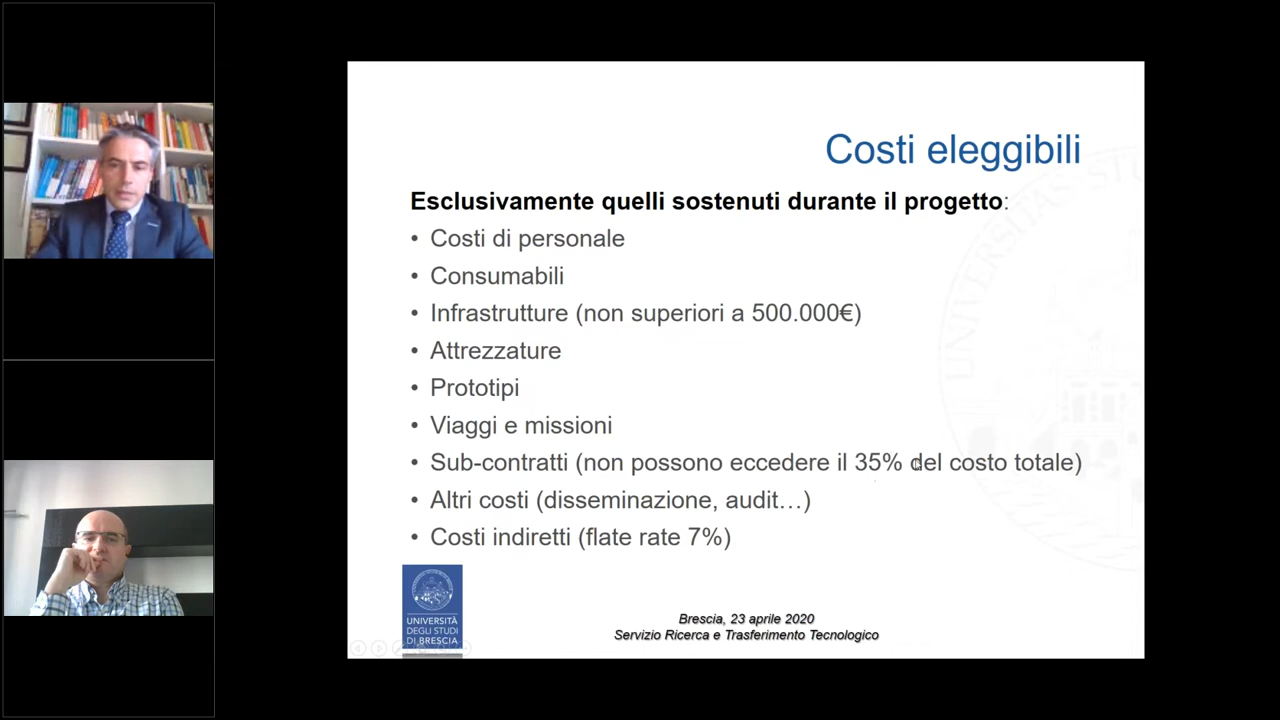 Costi eleggibili
Esclusivamente quelli sostenuti durante il progetto:
• Costi di personale
• Consumabili
• Infrastrutture (non superiori a 500.000€)
• Attrezzature
• Prototipi
• Viaggi e missioni
• Sub-contratti (non possono eccedere il 35% del costo totale)
• Altri costi (disseminazione, audit…)
• Costi indiretti (flate rate 7%)
UNIVERSITÀ
DEGLI STUDI
DI BRESCIA
Brescia, 23 aprile 2020
Servizio Ricerca e Trasferimento Tecnologico